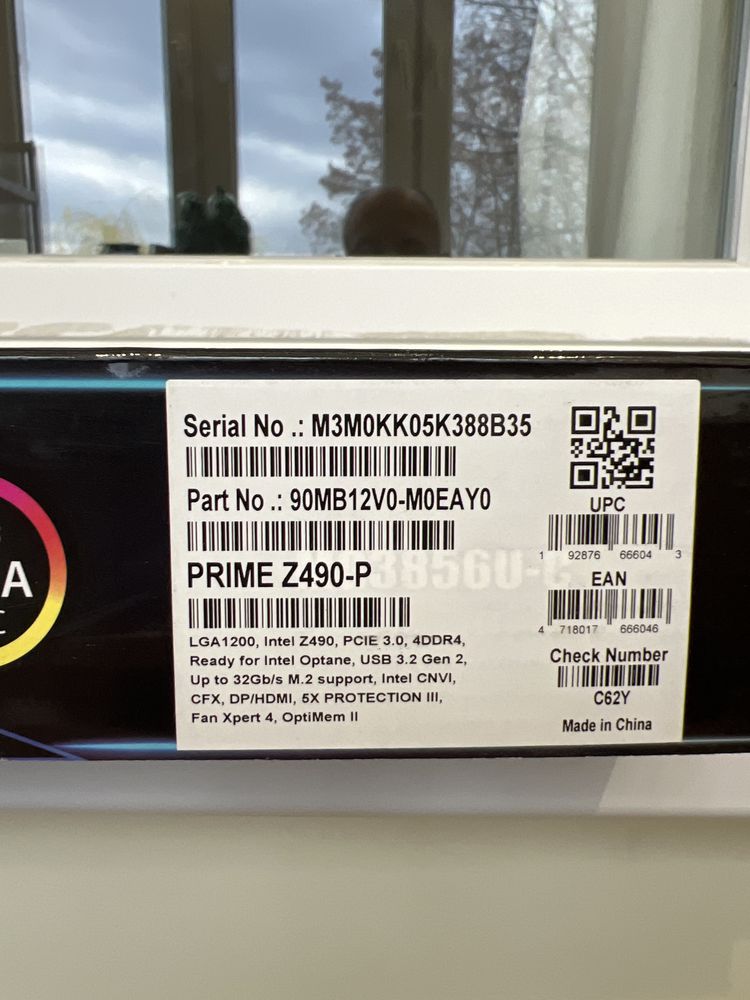 Serial No .: M3M0KK05K388B35
Part No .: 90MB12V0-M0EAY0
PRIME Z490-P
LGA1200, Intel Z490, PCIE 3.0, 4DDR4,
Ready for Intel Optane, USB 3.2 Gen 2,
Up to 32Gb/s M.2 support, Intel CNVI,
CFX, DP/HDMI, 5X PROTECTION III,
Fan Xpert 4, OptiMem II
UPC
1 92876 66604 3
EAN
4 718017 666046
Check Number
C62Y
Made in China